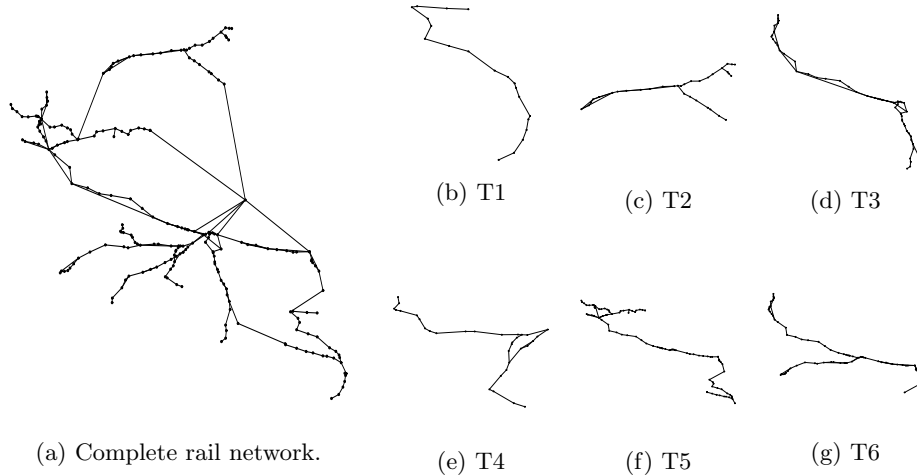 (b) T1
(c) T2
(d) T3
(a) Complete rail network.
(e) T4
(f) T5
(g) T6